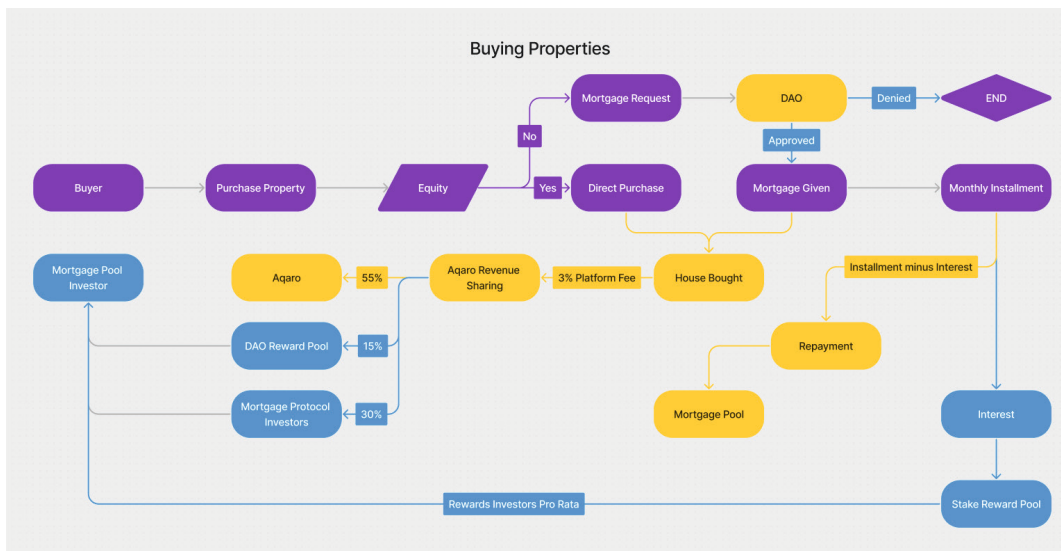 Buying Properties
Mortgage Request
DAO
Denied
END
No
Approved
Buyer
Purchase Property
Equity
Yes
Direct Purchase
Mortgage Given
Monthly Installment
Mortgage Pool
Investor
Aqaro
55%
Aqaro Revenue
Sharing
3% Platform Fee
House Bought
Installment minus Interest
DAO Reward Pool
15%
Repayment
Mortgage Protocol
Investors
30%
Mortgage Pool
Interest
Rewards Investors Pro Rata
Stake Reward Pool